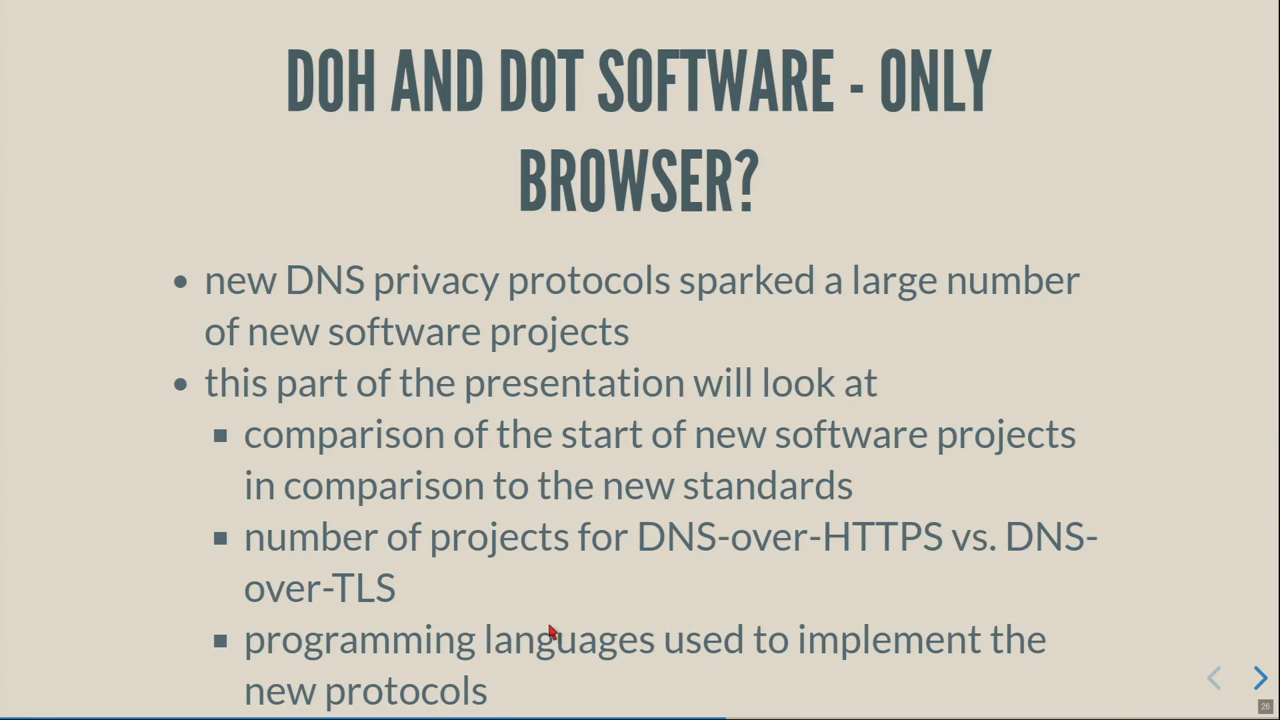 DOH AND DOT SOFTWARE - ONLY
BROWSER?
• new DNS privacy protocols sparked a large number
of new software projects
• this part of the presentation will look at
▪ comparison of the start of new software projects
in comparison to the new standards
▪ number of projects for DNS-over-HTTPS vs. DNS-
over-TLS
▪ programming languages used to implement the
new protocols
26